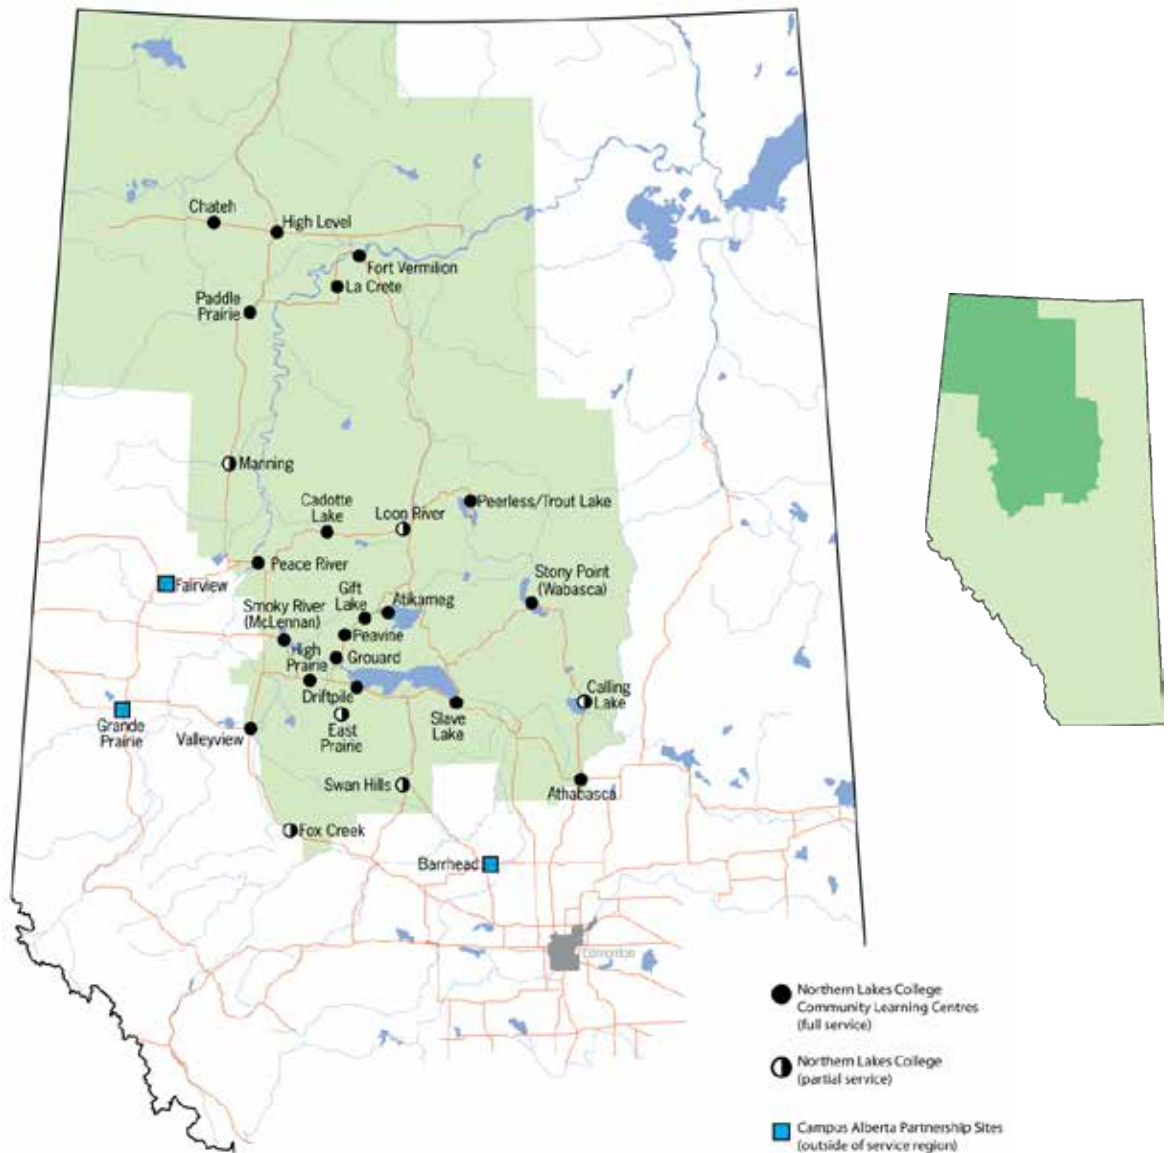 Chateh
High Level
Fort Vermilion
La Crete
Paddle
Prairie
Manning
Cadotte
Lake
Loon River
Peerless/Trout Lake
Peace River
Fairview
Stony Point
(Wabasca)
Gift
Lake
Atikameg
Smoky River
(McLennan)
Peavine
High
Prairie
Grouard
Driftpile
Calling
Lake
Grande
Prairie
Valleyview
East
Prairie
Slave
Lake
Swan Hills
Athabasca
Fox Creek
Barrhead
Edmonton
Northern Lakes College
Community Learning Centres
(full service)
Northern Lakes College
(partial service)
Campus Alberta Partnership Sites
(outside of service region)